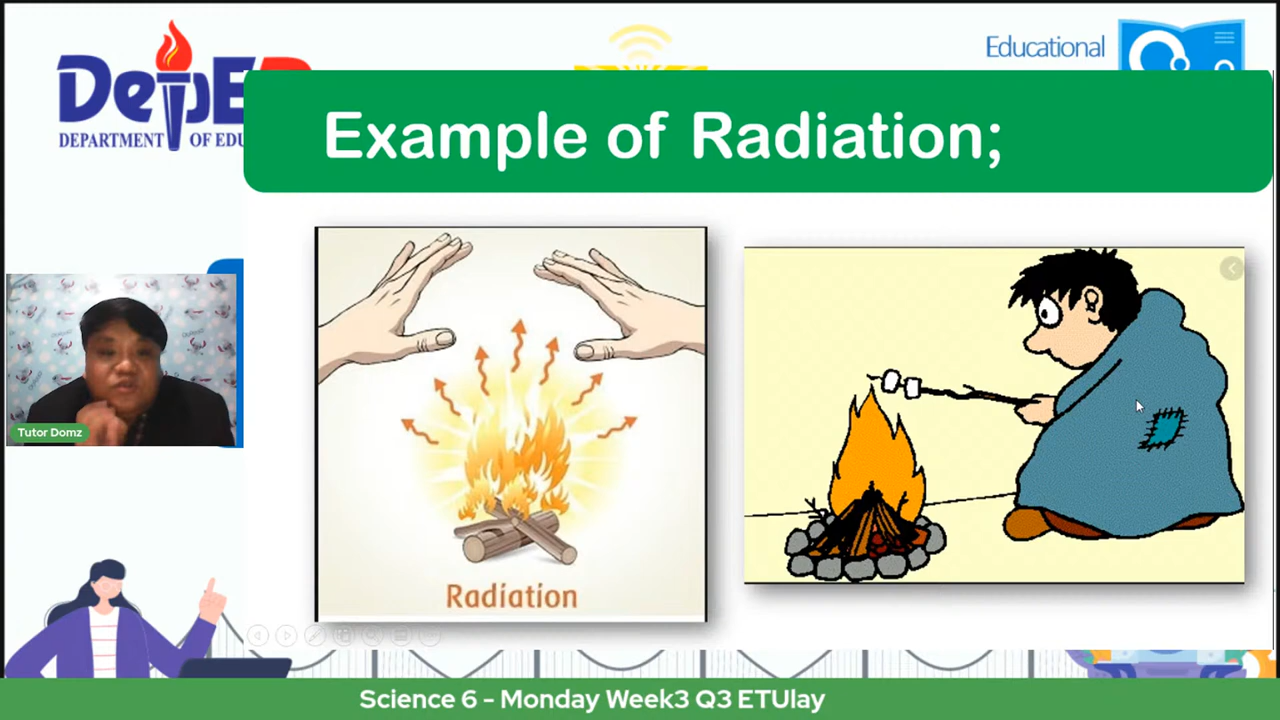 DepED
DEPARTMENT OF EDU
Educational
Example of Radiation;
Tutor Domz
Radiation
Science 6 - Monday Week3 Q3 ETUlay